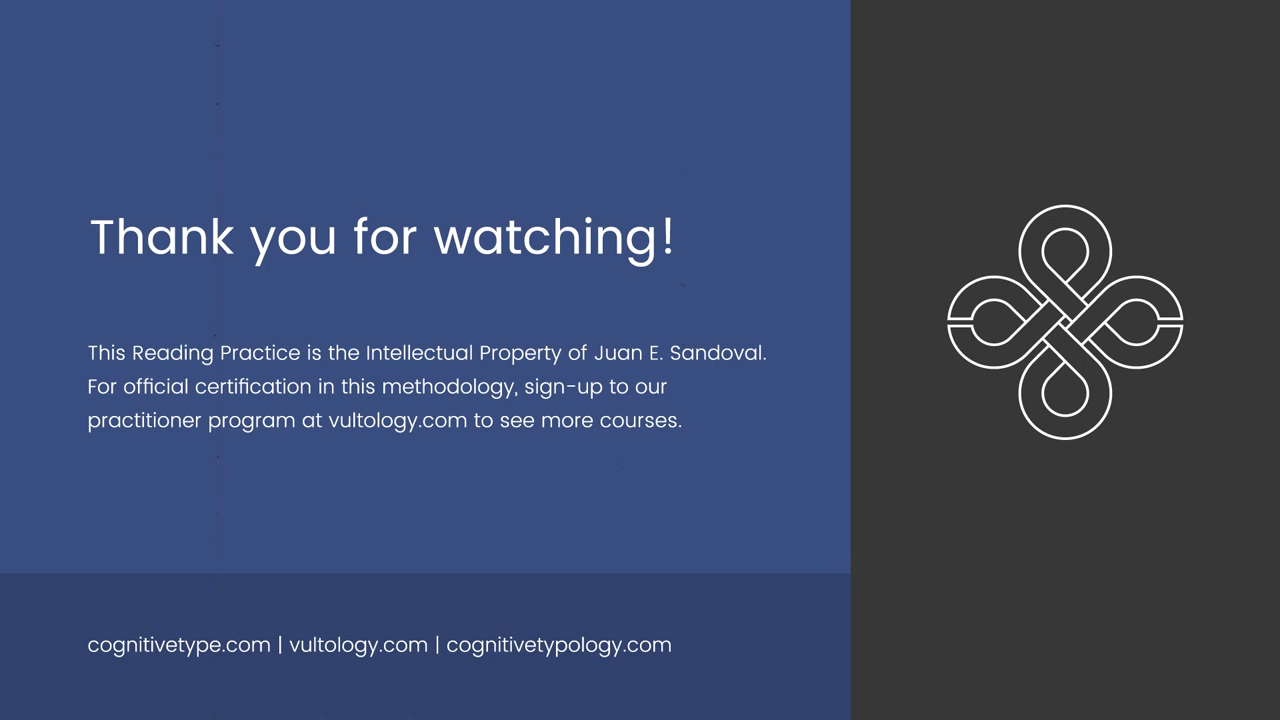 Thank you for watching!
This Reading Practice is the Intellectual Property of Juan E. Sandoval.
For official certification in this methodology, sign-up to our
practitioner program at vultology.com to see more courses.
cognitivetype.com | vultology.com | cognitivetypology.com